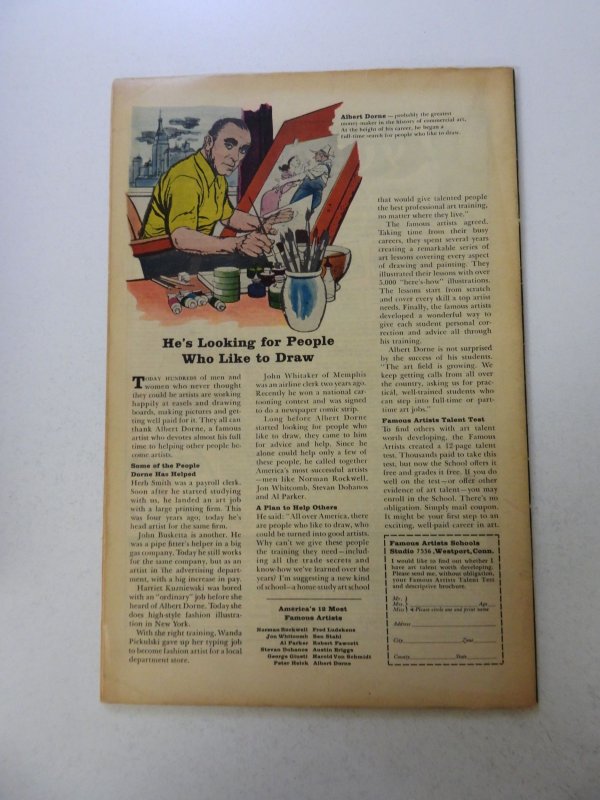 Albert Dorne — probably the greatest
money-maker in the history of commercial art.
At the height of his career, he began a
full-time search for people who like to draw.
He's Looking for People
Who Like to Draw
TODAY HUNDREDS of men and
women who never thought
they could be artists are working
happily at easels and drawing
boards, making pictures and get-
ting well paid for it. They all can
thank Albert Dorne, a famous
artist who devotes almost his full
time to helping other people be-
come artists.
Some of the People
Dorne Has Helped
Herb Smith was a payroll clerk.
Soon after he started studying
with us, he landed an art job
with a large printing firm. This
was four years ago; today he's
head artist for the same firm.
John Busketta is another. He
was a pipe fitter's helper in a big
gas company. Today he still works
for the same company, but as an
artist in the advertising depart-
ment, with a big increase in pay.
Harriet Kuzniewski was bored
with an "ordinary" job before she
heard of Albert Dorne. Today she
does high-style fashion illustra-
tion in New York.
With the right training, Wanda
Pickulski gave up her typing job
to become fashion artist for a local
department store.
John Whitaker of Memphis
was an airline clerk two years ago.
Recently he won a national car-
tooning contest and was signed
to do a newspaper comic strip.
Long before Albert Dorne
started looking for people who
like to draw, they came to him
for advice and help. Since he
alone could help only a few of
these people, he called together
America's most successful artists
—men like Norman Rockwell,
Jon Whitcomb, Stevan Dohanos
and Al Parker.
A Plan to Help Others
He said: "All over America, there
are people who like to draw, who
could be turned into good artists.
Why can't we give these people
the training they need—includ-
ing all the trade secrets and
know-how we've learned over the
years? I'm suggesting a new kind
of school—a home-study art school
America's 12 Most
Famous Artists
Norman Rockwell Fred Ludekens
Jon Whitcomb Ben Stahl
Al Parker Robert Fawcett
Stevan Dohanos Austin Briggs
George Giusti Harold Von Schmidt
Peter Helck Albert Dorne
that would give talented people
the best professional art training,
no matter where they live."
The famous artists agreed.
Taking time from their busy
careers, they spent several years
creating a remarkable series of
art lessons covering every aspect
of drawing and painting. They
illustrated their lessons with over
5,000 "here's-how" illustrations.
The lessons start from scratch
and cover every skill a top artist
needs. Finally, the famous artists
developed a wonderful way to
give each student personal cor-
rection and advice all through
his training.
Albert Dorne is not surprised
by the success of his students.
"The art field is growing. We
keep getting calls from all over
the country, asking us for prac-
tical, well-trained students who
can step into full-time or part-
time art jobs."
Famous Artists Talent Test
To find others with art talent
worth developing, the Famous
Artists created a 12-page talent
test. Thousands paid to take this
test, but now the School offers it
free and grades it free. If you do
well on the test—or offer other
evidence of art talent—you may
enroll in the School. There's no
obligation. Simply mail coupon.
It might be your first step to an
exciting, well-paid career in art.
Famous Artists Schools
Studio 7356, Westport, Conn.
I would like to find out whether I
have art talent worth developing.
Please send me, without obligation,
your Famous Artists Talent Test
and descriptive brochure.
Mr.
Mrs. Age
Miss Please circle one and print name
Address
City Zone
County State